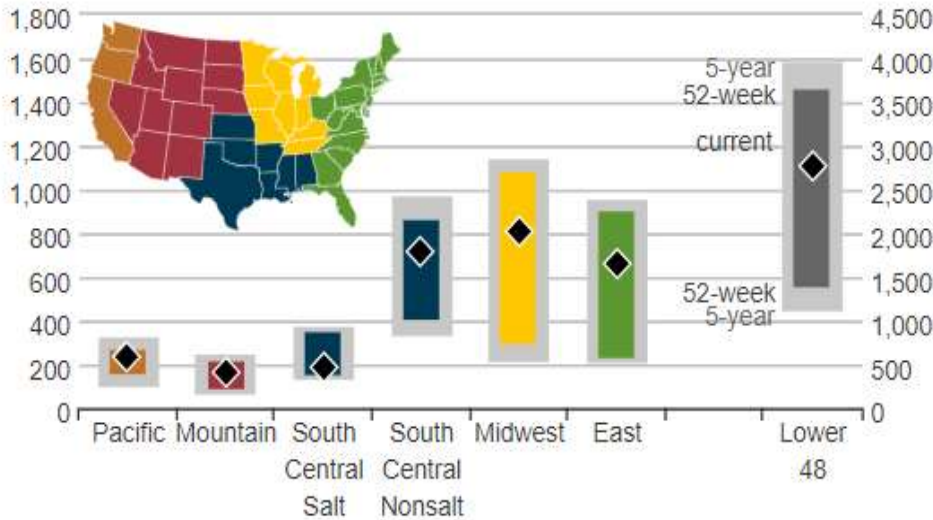 1,800
1,600
1,400
1,200
1,000
800
600
400
200
0
4,500
4,000
3,500
3,000
2,500
2,000
1,500
1,000
500
0
5-year
52-week
current
52-week
5-year
Pacific
Mountain
South
Central
Salt
South
Central
Nonsalt
Midwest
East
Lower
48